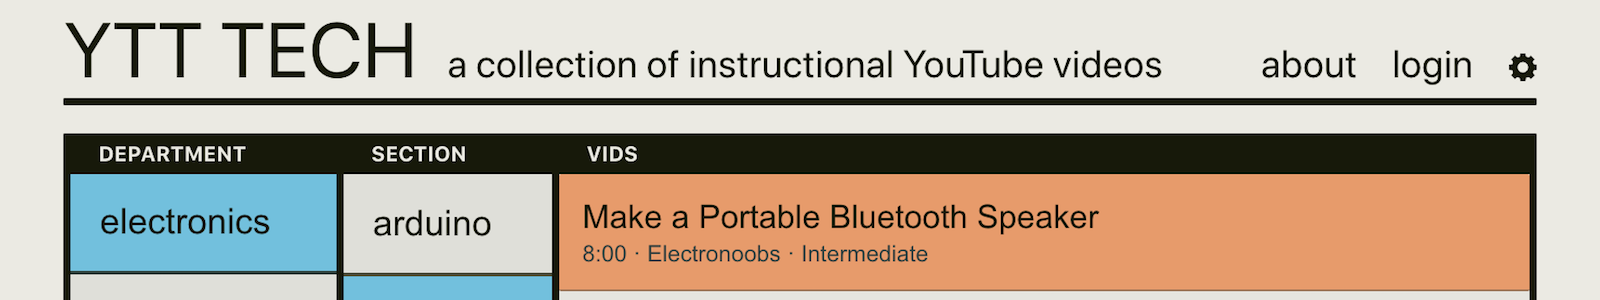 YTT TECH a collection of instructional YouTube videos about login
DEPARTMENT SECTION VIDS
electronics arduino Make a Portable Bluetooth Speaker
8:00 · Electronoobs · Intermediate